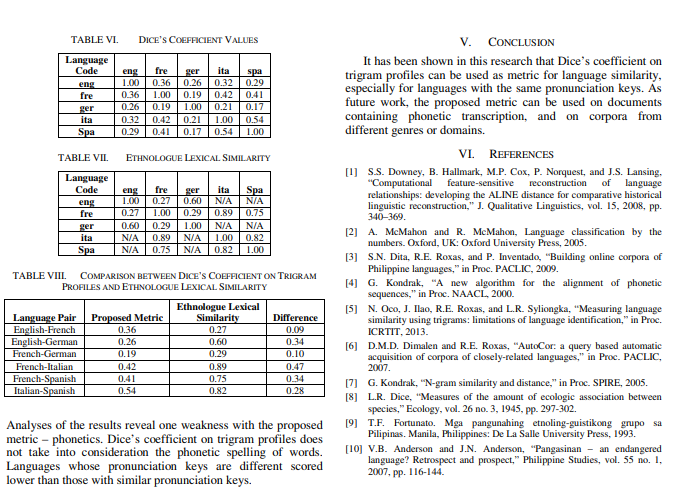 TABLE VI. DICE'S COEFFICIENT VALUES
Language
Code eng fre ger ita spa
eng 1.00 0.36 0.26 0.32 0.29
fre 0.36 1.00 0.19 0.42 0.41
ger 0.26 0.19 1.00 0.21 0.17
ita 0.32 0.42 0.21 1.00 0.54
Spa 0.29 0.41 0.17 0.54 1.00
TABLE VII. ETHNOLOGUE LEXICAL SIMILARITY
Language
Code eng fre ger ita Spa
eng 1.00 0.27 0.60 N/A N/A
fre 0.27 1.00 0.29 0.89 0.75
ger 0.60 0.29 1.00 N/A N/A
ita N/A 0.89 N/A 1.00 0.82
Spa N/A 0.75 N/A 0.82 1.00
TABLE VIII. COMPARISON BETWEEN DICE'S COEFFICIENT ON TRIGRAM
PROFILES AND ETHNOLOGUE LEXICAL SIMILARITY
Ethnologue Lexical
Language Pair Proposed Metric Similarity Difference
English-French 0.36 0.27 0.09
English-German 0.26 0.60 0.34
French-German 0.19 0.29 0.10
French-Italian 0.42 0.89 0.47
French-Spanish 0.41 0.75 0.34
Italian-Spanish 0.54 0.82 0.28
Analyses of the results reveal one weakness with the proposed
metric – phonetics. Dice's coefficient on trigram profiles does
not take into consideration the phonetic spelling of words.
Languages whose pronunciation keys are different scored
lower than those with similar pronunciation keys.
V. CONCLUSION
It has been shown in this research that Dice's coefficient on
trigram profiles can be used as metric for language similarity,
especially for languages with the same pronunciation keys. As
future work, the proposed metric can be used on documents
containing phonetic transcription, and on corpora from
different genres or domains.
VI. REFERENCES
[1] S.S. Downey, B. Hallmark, M.P. Cox, P. Norquest, and J.S. Lansing,
“Computational feature-sensitive reconstruction of language
relationships: developing the ALINE distance for comparative historical
linguistic reconstruction,” J. Qualitative Linguistics, vol. 15, 2008, pp.
340–369.
[2] A. McMahon and R. McMahon, Language classification by the
numbers. Oxford, UK: Oxford University Press, 2005.
[3] S.N. Dita, R.E. Roxas, and P. Inventado, “Building online corpora of
Philippine languages,” in Proc. PACLIC, 2009.
[4] G. Kondrak, “A new algorithm for the alignment of phonetic
sequences,” in Proc. NAACL, 2000.
[5] N. Oco, J. Ilao, R.E. Roxas, and L.R. Syliongka, “Measuring language
similarity using trigrams: limitations of language identification,” in Proc.
ICRTIT, 2013.
[6] D.M.D. Dimalen and R.E. Roxas, “AutoCor: a query based automatic
acquisition of corpora of closely-related languages,” in Proc. PACLIC,
2007.
[7] G. Kondrak, “N-gram similarity and distance,” in Proc. SPIRE, 2005.
[8] L.R. Dice, “Measures of the amount of ecologic association between
species,” Ecology, vol. 26 no. 3, 1945, pp. 297-302.
[9] T.F. Fortunato. Mga pangunahing etnoling-guistikong grupo sa
Pilipinas. Manila, Philippines: De La Salle University Press, 1993.
[10] V.B. Anderson and J.N. Anderson, “Pangasinan – an endangered
language? Retrospect and prospect,” Philippine Studies, vol. 55 no. 1,
2007, pp. 116-144.